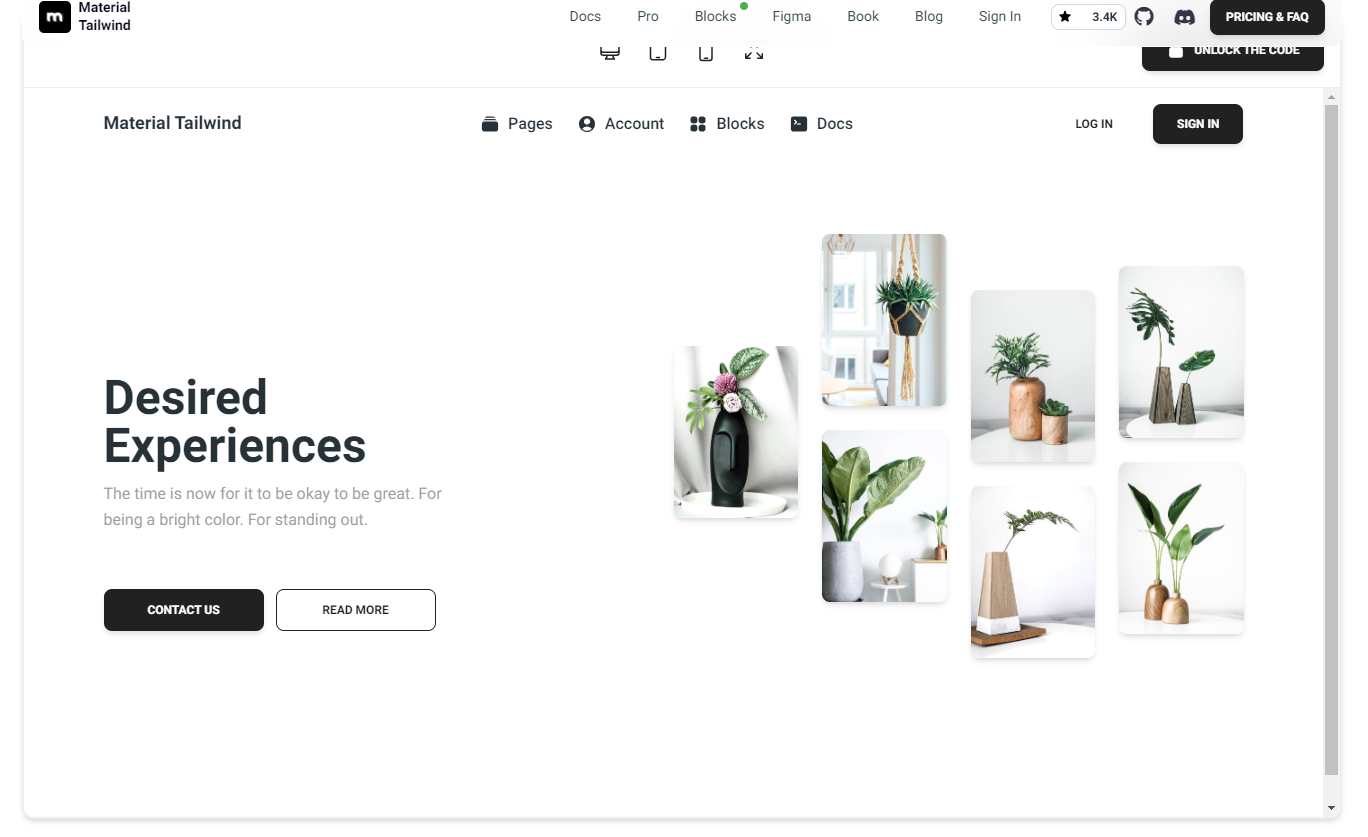 Material
Tailwind
Docs
Pro
Blocks
Figma
Book
Blog
Sign In
3.4K
PRICING & FAQ
UNLOCK THE CODE
Material Tailwind
Pages
Account
Blocks
Docs
LOG IN
SIGN IN
Desired
Experiences
The time is now for it to be okay to be great. For
being a bright color. For standing out.
CONTACT US
READ MORE